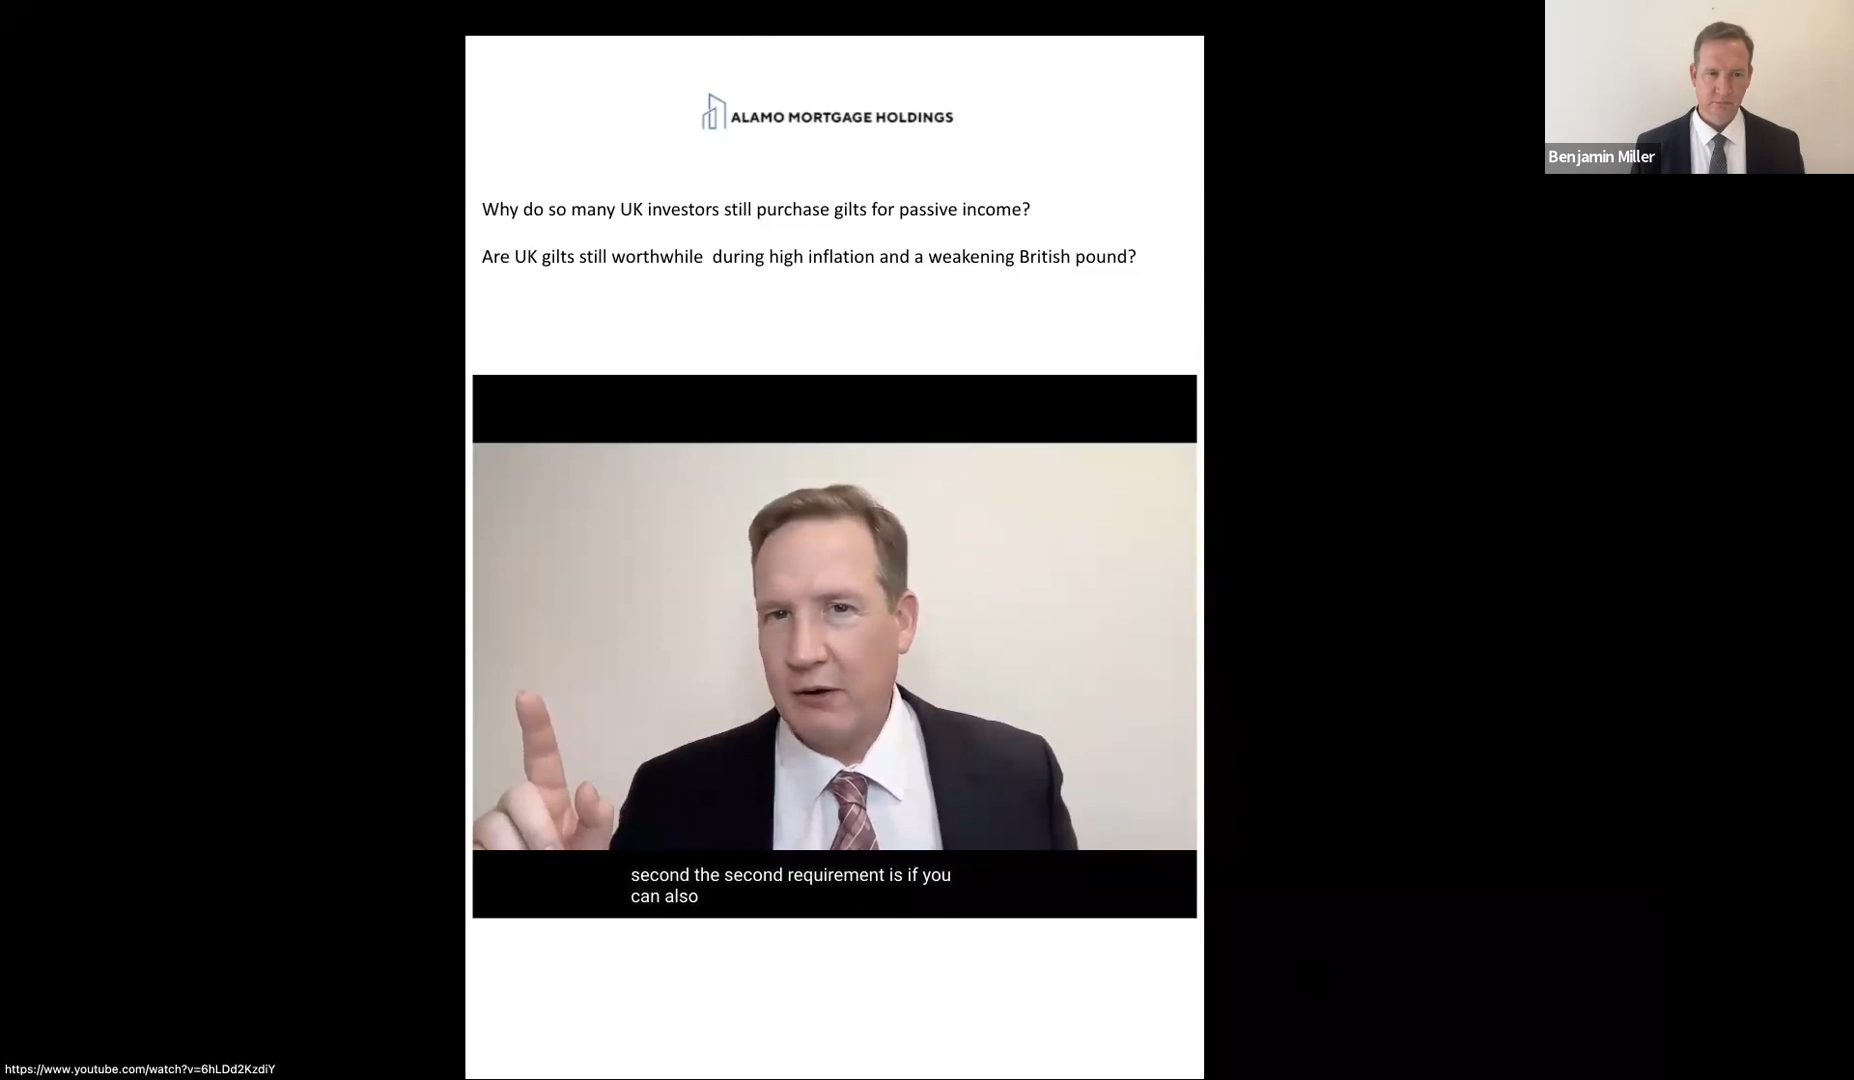 ALAMO MORTGAGE HOLDINGS
Benjamin Miller
Why do so many UK investors still purchase gilts for passive income?
Are UK gilts still worthwhile  during high inflation and a weakening British pound?
second the second requirement is if you
can also
https://www.youtube.com/watch?v=6hLDd2KzdiY